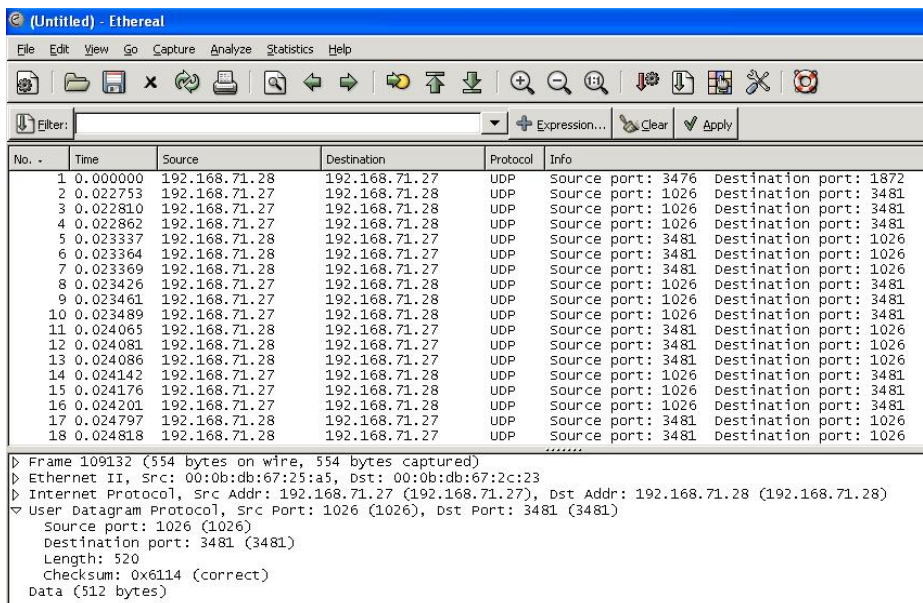 (Untitled) - Ethereal
File Edit View Go Capture Analyze Statistics Help
Filter: Expression... Clear Apply
No. . Time Source Destination Protocol Info
1 0.000000 192.168.71.28 192.168.71.27 UDP Source port: 3476 Destination port: 1872
2 0.022753 192.168.71.27 192.168.71.28 UDP Source port: 1026 Destination port: 3481
3 0.022810 192.168.71.27 192.168.71.28 UDP Source port: 1026 Destination port: 3481
4 0.022862 192.168.71.27 192.168.71.28 UDP Source port: 1026 Destination port: 3481
5 0.023337 192.168.71.28 192.168.71.27 UDP Source port: 3481 Destination port: 1026
6 0.023364 192.168.71.28 192.168.71.27 UDP Source port: 3481 Destination port: 1026
7 0.023369 192.168.71.28 192.168.71.27 UDP Source port: 3481 Destination port: 1026
8 0.023426 192.168.71.27 192.168.71.28 UDP Source port: 1026 Destination port: 3481
9 0.023461 192.168.71.27 192.168.71.28 UDP Source port: 1026 Destination port: 3481
10 0.023489 192.168.71.27 192.168.71.28 UDP Source port: 1026 Destination port: 3481
11 0.024065 192.168.71.28 192.168.71.27 UDP Source port: 3481 Destination port: 1026
12 0.024081 192.168.71.28 192.168.71.27 UDP Source port: 3481 Destination port: 1026
13 0.024086 192.168.71.28 192.168.71.27 UDP Source port: 3481 Destination port: 1026
14 0.024142 192.168.71.27 192.168.71.28 UDP Source port: 1026 Destination port: 3481
15 0.024176 192.168.71.27 192.168.71.28 UDP Source port: 1026 Destination port: 3481
16 0.024201 192.168.71.27 192.168.71.28 UDP Source port: 1026 Destination port: 3481
17 0.024797 192.168.71.28 192.168.71.27 UDP Source port: 3481 Destination port: 1026
18 0.024818 192.168.71.28 192.168.71.27 UDP Source port: 3481 Destination port: 1026
Frame 109132 (554 bytes on wire, 554 bytes captured)
Ethernet II, Src: 00:0b:db:67:25:a5, Dst: 00:0b:db:67:2c:23
Internet Protocol, Src Addr: 192.168.71.27 (192.168.71.27), Dst Addr: 192.168.71.28 (192.168.71.28)
User Datagram Protocol, Src Port: 1026 (1026), Dst Port: 3481 (3481)
Source port: 1026 (1026)
Destination port: 3481 (3481)
Length: 520
Checksum: 0x6114 (correct)
Data (512 bytes)